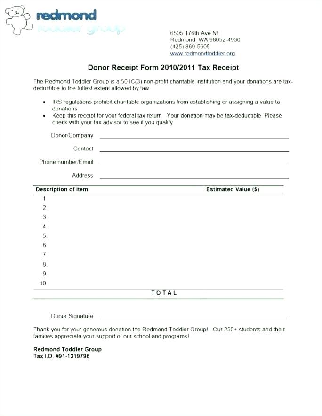 redmond
toddler group
Redmond, WA 98052-4900
(425) 869-5605
www.redmondtoddler.org
Donor Receipt Form 2010/2011 Tax Receipt
The Redmond Toddler Group is a 501C(3) non-profit charitable institution and your donations are tax-
deductible to the fullest extent allowed by law.
• IRS regulations prohibit charitable organizations from establishing or assigning a value to
donations.
• Keep this receipt for your federal tax return. Your donation may be tax-deductible. Please
check with your tax advisor to see if you qualify.
Donor/Company
Contact
Phone number/Email
Address
Description of Item Estimated Value ($)
1.
2.
3.
4.
5.
6.
7.
8.
9.
10.
TOTAL
Donor Signature
Thank you for your generous donation the Redmond Toddler Group! Our 250+ students and their
families appreciate your support of our school and programs!
Redmond Toddler Group
Tax I.D. #91-1219796